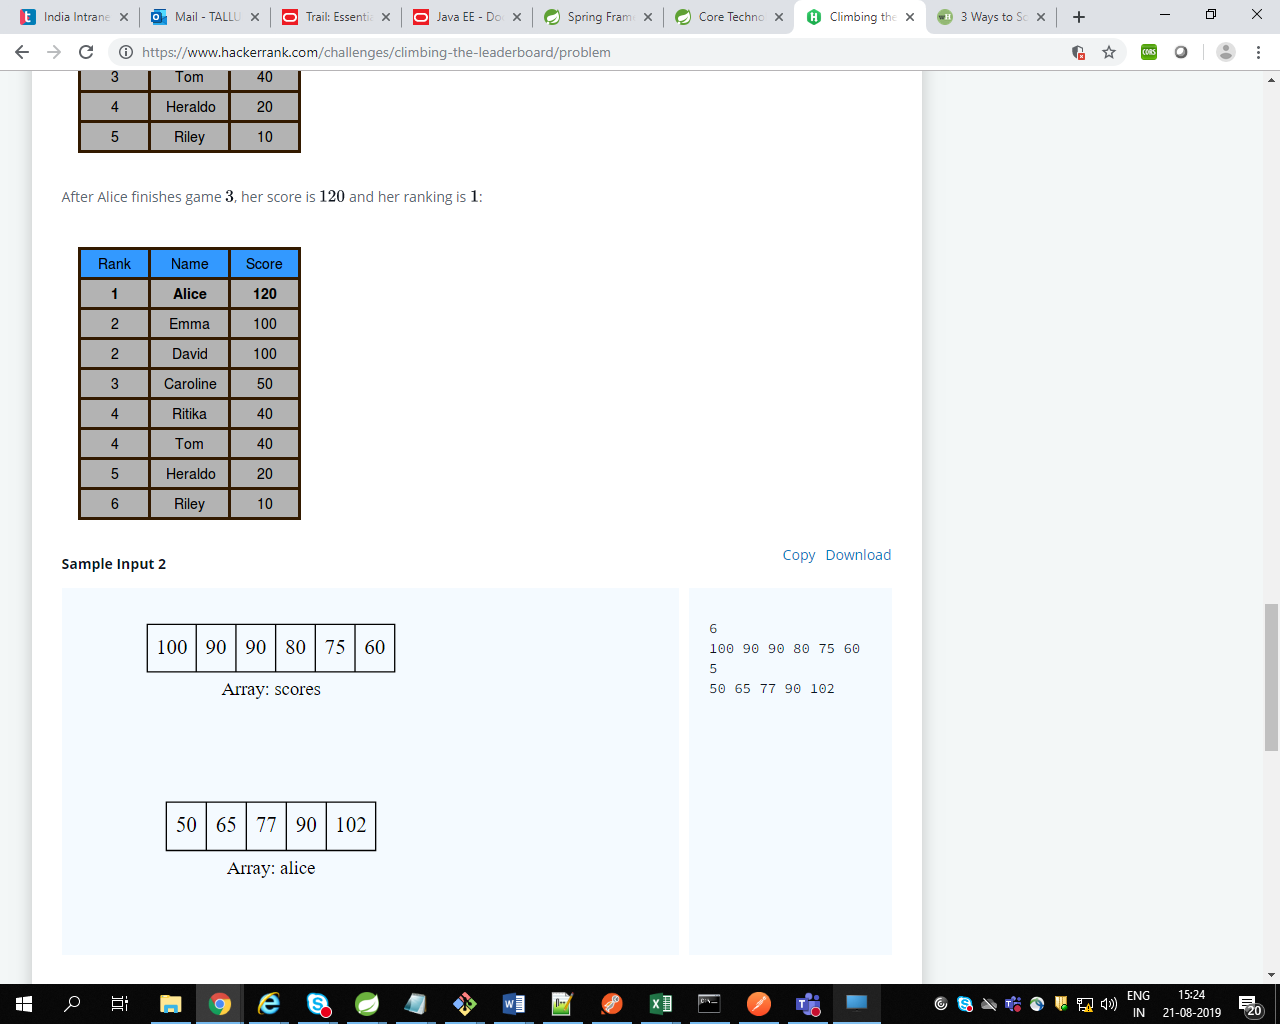 India Intrane
Mail - TALLU
Trail: Essentia
Java EE - Do
Spring Fram
Core Techno
Climbing the
3 Ways to So
https://www.hackerrank.com/challenges/climbing-the-leaderboard/problem
CORS
3 Tom 40
4 Heraldo 20
5 Riley 10
After Alice finishes game 3, her score is 120 and her ranking is 1:
Rank Name Score
1 Alice 120
2 Emma 100
2 David 100
3 Caroline 50
4 Ritika 40
4 Tom 40
5 Heraldo 20
6 Riley 10
Sample Input 2
Copy Download
100 90 90 80 75 60
Array: scores
50 65 77 90 102
Array: alice
6
100 90 90 80 75 60
5
50 65 77 90 102
ENG
IN
15:24
21-08-2019
20